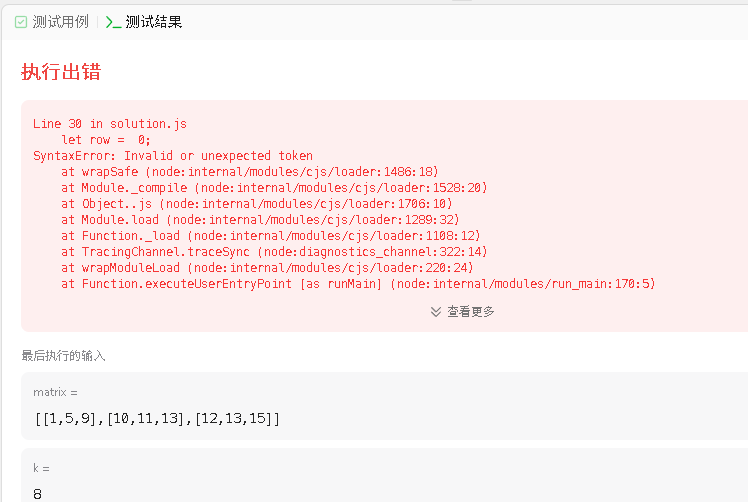 测试用例 测试结果
执行出错
Line 30 in solution.js
let row =  0;
SyntaxError: Invalid or unexpected token
at wrapSafe (node:internal/modules/cjs/loader:1486:18)
at Module._compile (node:internal/modules/cjs/loader:1528:20)
at Object..js (node:internal/modules/cjs/loader:1706:10)
at Module.load (node:internal/modules/cjs/loader:1289:32)
at Function._load (node:internal/modules/cjs/loader:1108:12)
at TracingChannel.traceSync (node:diagnostics_channel:322:14)
at wrapModuleLoad (node:internal/modules/cjs/loader:220:24)
at Function.executeUserEntryPoint [as runMain] (node:internal/modules/run_main:170:5)
查看更多
最后执行的输入
matrix =
[[1,5,9],[10,11,13],[12,13,15]]
k =
8